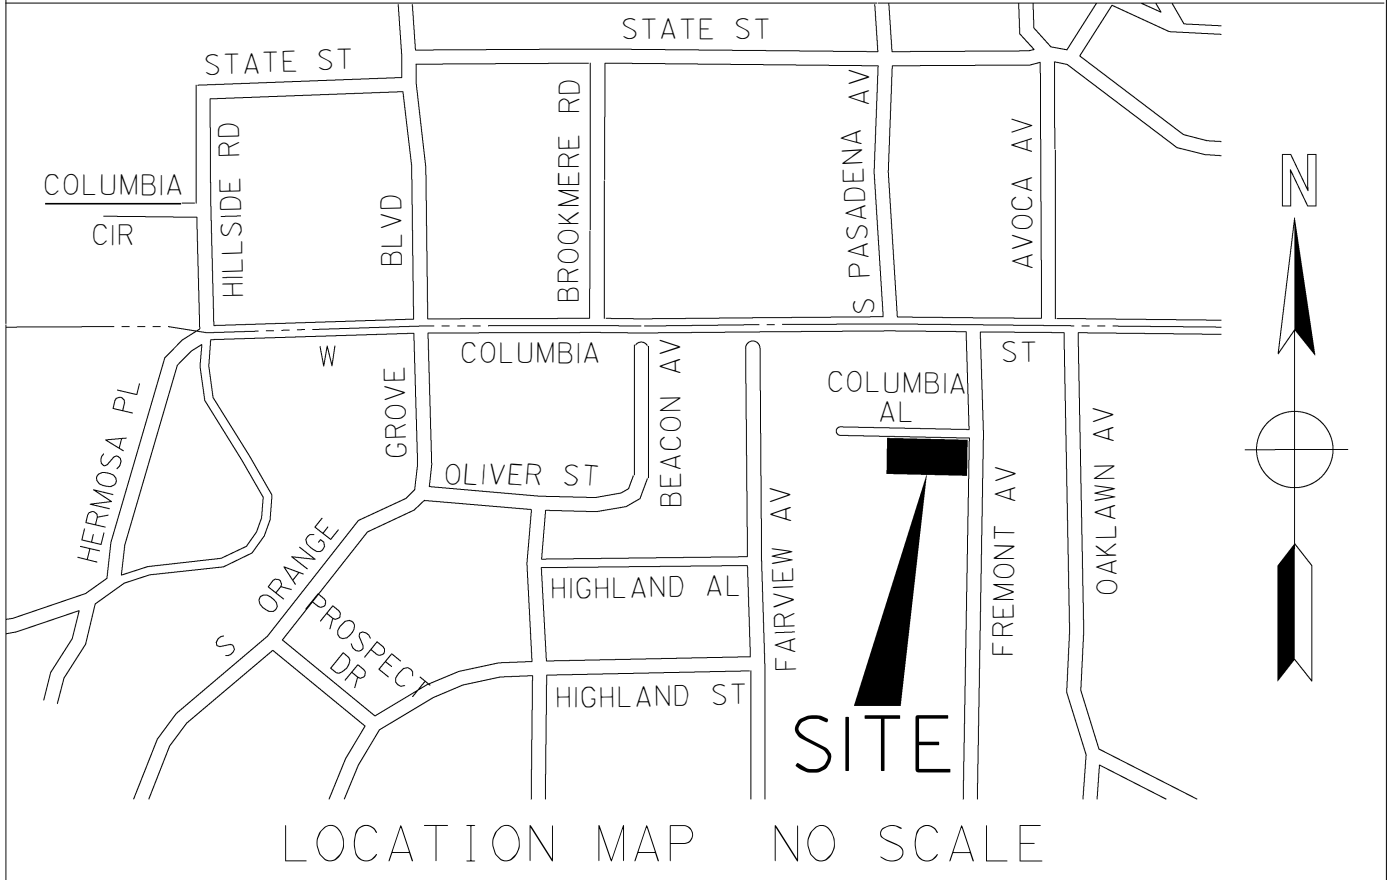 STATE ST
STATE ST
HILLSIDE RD
BLVD
BROOKMERE RD
S PASADENA AV
AVOCA AV
N
COLUMBIA
CIR
W
COLUMBIA
ST
HERMOSA PL
GROVE
BEACON AV
COLUMBIA
AL
OAKLAWN AV
OLIVER ST
FAIRVIEW AV
FREMONT AV
ORANGE
S
HIGHLAND AL
PROSPECT
DR
HIGHLAND ST
SITE
LOCATION MAP NO SCALE